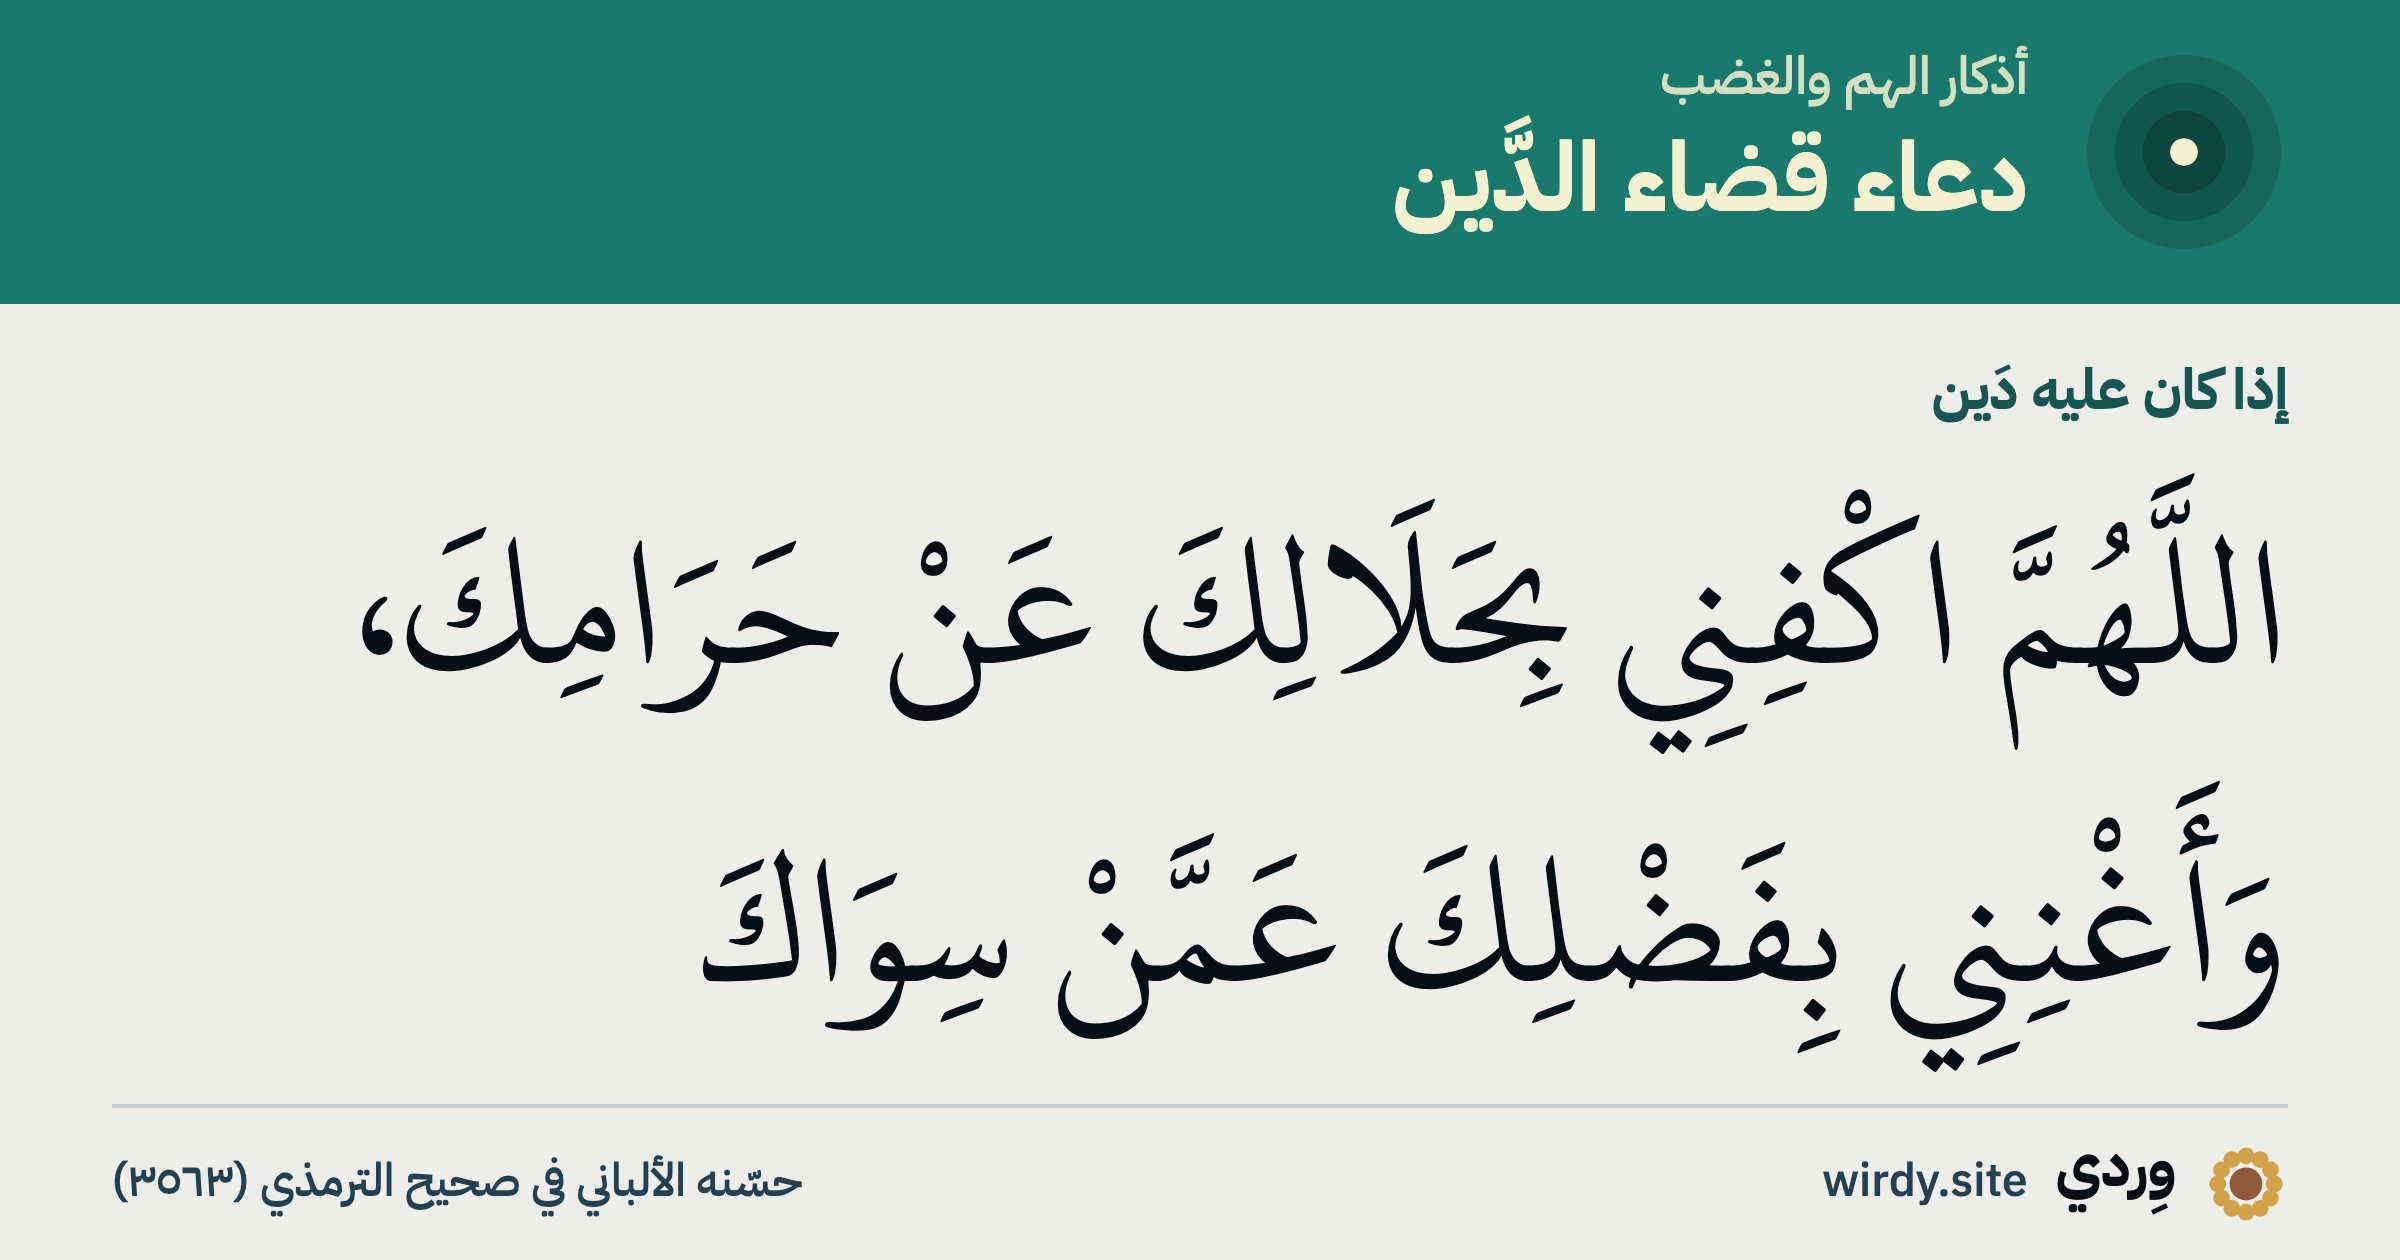 أذكار الهم والغضب
دعاء قضاء الدَّين
إذا كان عليه دَين
اللَّهُمَّ اكْفِنِي بِحَلَالِكَ عَنْ حَرَامِكَ،
وَأَغْنِنِي بِفَضْلِكَ عَمَّنْ سِوَاكَ
وِردي wirdy.site
حسّنه الألباني في صحيح الترمذي (٣٥٦٣)